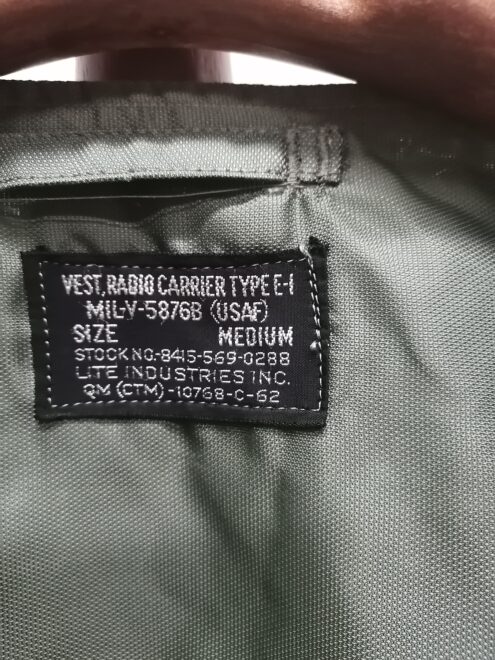 VEST, RADIO CARRIER TYPE E-1
MIL-V-5876B (USAF)
SIZE MEDIUM
STOCK NO.-8415-569-0288
LITE INDUSTRIES INC.
QM (CTM)-10768-C-62